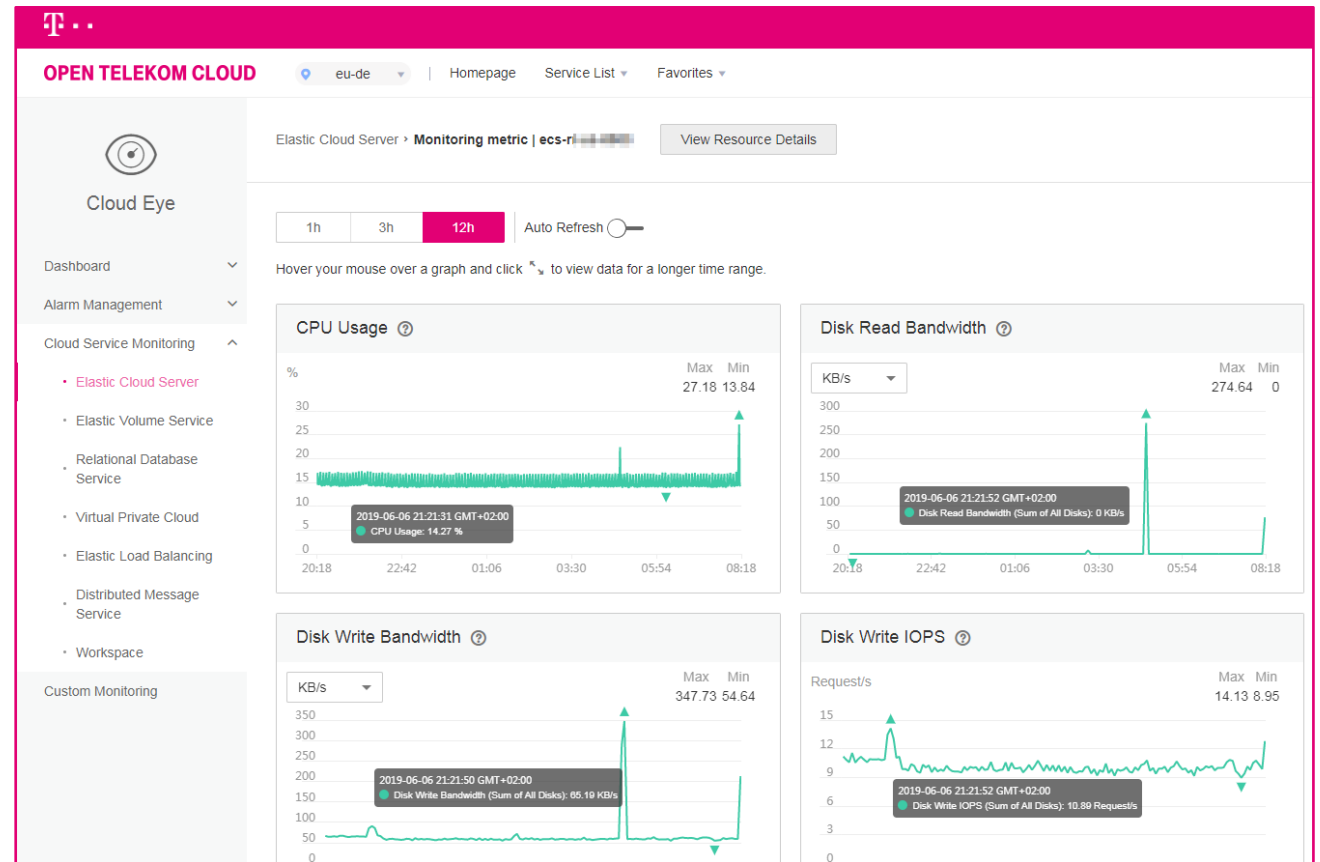 T
OPEN TELEKOM CLOUD eu-de | Homepage Service List Favorites
Cloud Eye
Dashboard
Alarm Management
Cloud Service Monitoring
Elastic Cloud Server
Elastic Volume Service
Relational Database
Service
Virtual Private Cloud
Elastic Load Balancing
Distributed Message
Service
Workspace
Custom Monitoring
Elastic Cloud Server › Monitoring metric | View Resource Details
1h 3h 12h Auto Refresh
Hover your mouse over a graph and click to view data for a longer time range.
CPU Usage ?
%
Max Min
27.18 13.84
30
25
20
15
10
5
0
2019-06-06 21:21:31 GMT+02:00
CPU Usage: 14.27 %
20:18 22:42 01:06 03:30 05:54 08:18
Disk Read Bandwidth ?
KB/s
Max Min
274.64 0
300
250
200
150
100
50
0
2019-06-06 21:21:52 GMT+02:00
Disk Read Bandwidth (Sum of All Disks): 0 KB/s
20:18 22:42 01:06 03:30 05:54 08:18
Disk Write Bandwidth ?
KB/s
Max Min
347.73 54.64
350
300
250
200
150
100
50
0
2019-06-06 21:21:50 GMT+02:00
Disk Write Bandwidth (Sum of All Disks): 65.19 KB/s
Disk Write IOPS ?
Request/s
Max Min
14.13 8.95
15
12
9
6
3
0
2019-06-06 21:21:52 GMT+02:00
Disk Write IOPS (Sum of All Disks): 10.89 Request/s